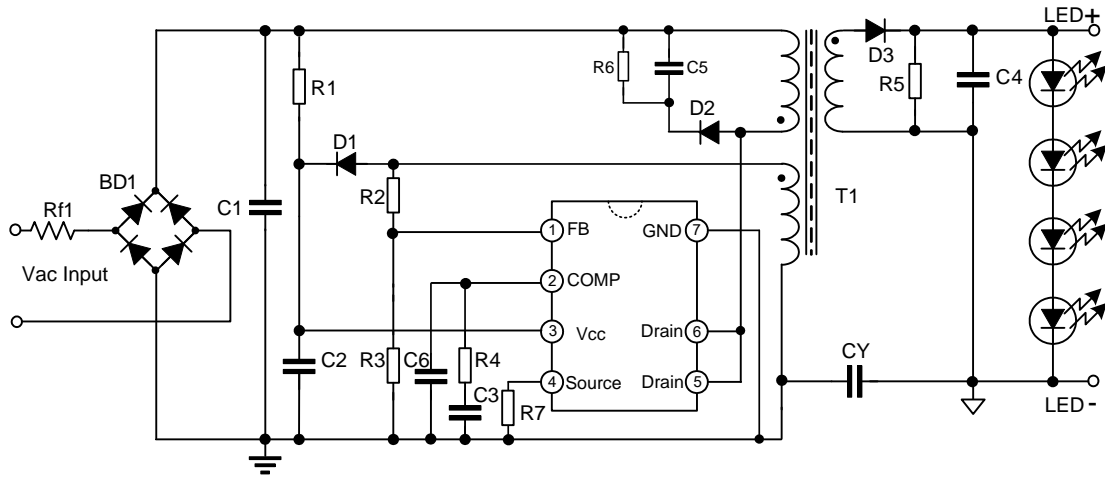 LED+
D3
R6
C5
R1
R5
C4
D2
D1
BD1
R2
T1
Rf1
C1
1
FB
GND
7
Vac Input
2
COMP
3
Vcc
Drain
6
C2
R3
C6
R4
CY
4
Source
Drain
5
C3
R7
LED-